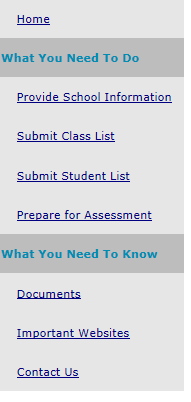 Home
What You Need To Do
Provide School Information
Submit Class List
Submit Student List
Prepare for Assessment
What You Need To Know
Documents
Important Websites
Contact Us